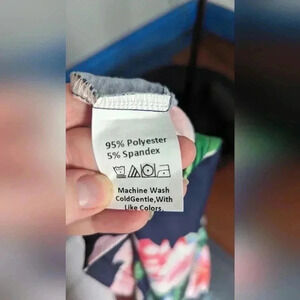 95% Polyester
5% Spandex
Machine Wash
ColdGentle,With
Like Colors.